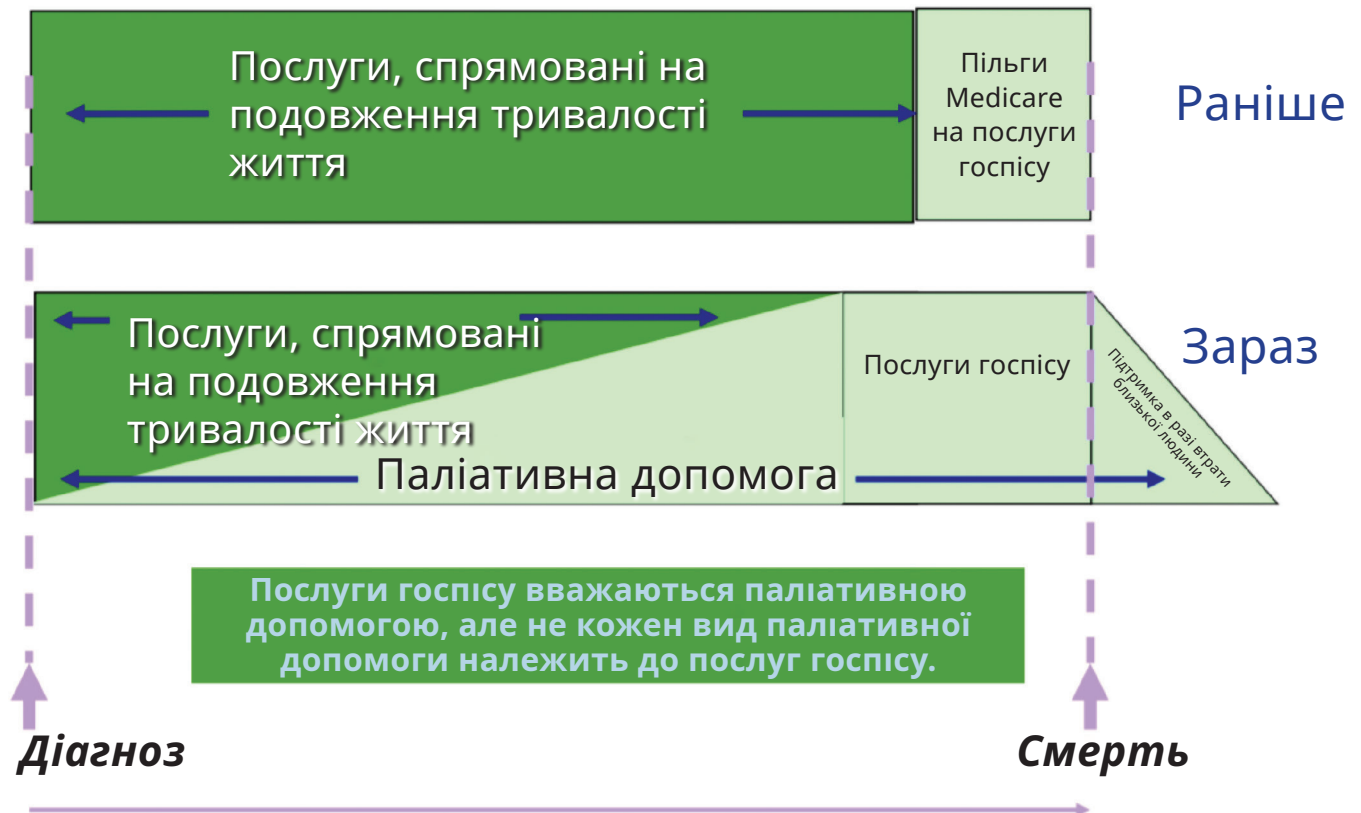 Послуги, спрямовані на
подовження тривалості
життя
Пільги
Medicare
на послуги
госпісу
Раніше
Послуги, спрямовані
на подовження
тривалості життя
Паліативна допомога
Послуги госпісу
Підтримка в разі втрати
близької людини
Зараз
Послуги госпісу вважаються паліативною
допомогою, але не кожен вид паліативної
допомоги належить до послуг госпісу.
Діагноз
Смерть